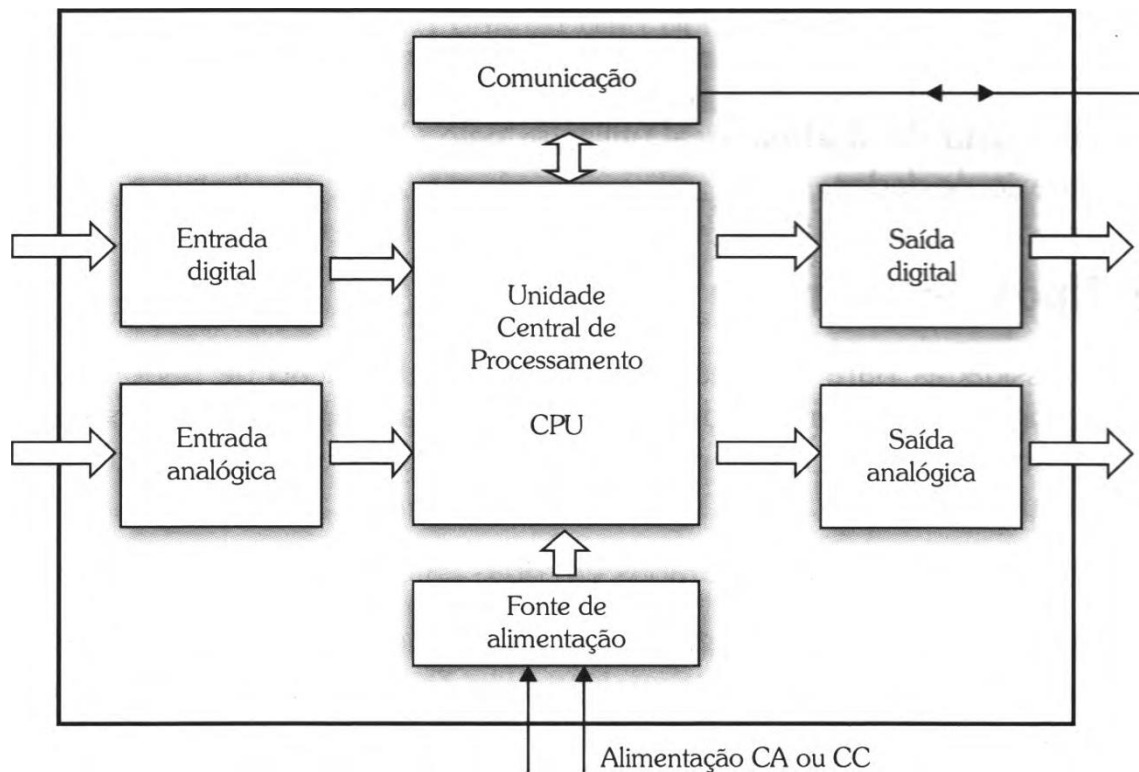 Comunicação
Entrada
digital
Unidade
Central de
Processamento
CPU
Saída
digital
Entrada
analógica
Saída
analógica
Fonte de
alimentação
Alimentação CA ou CC